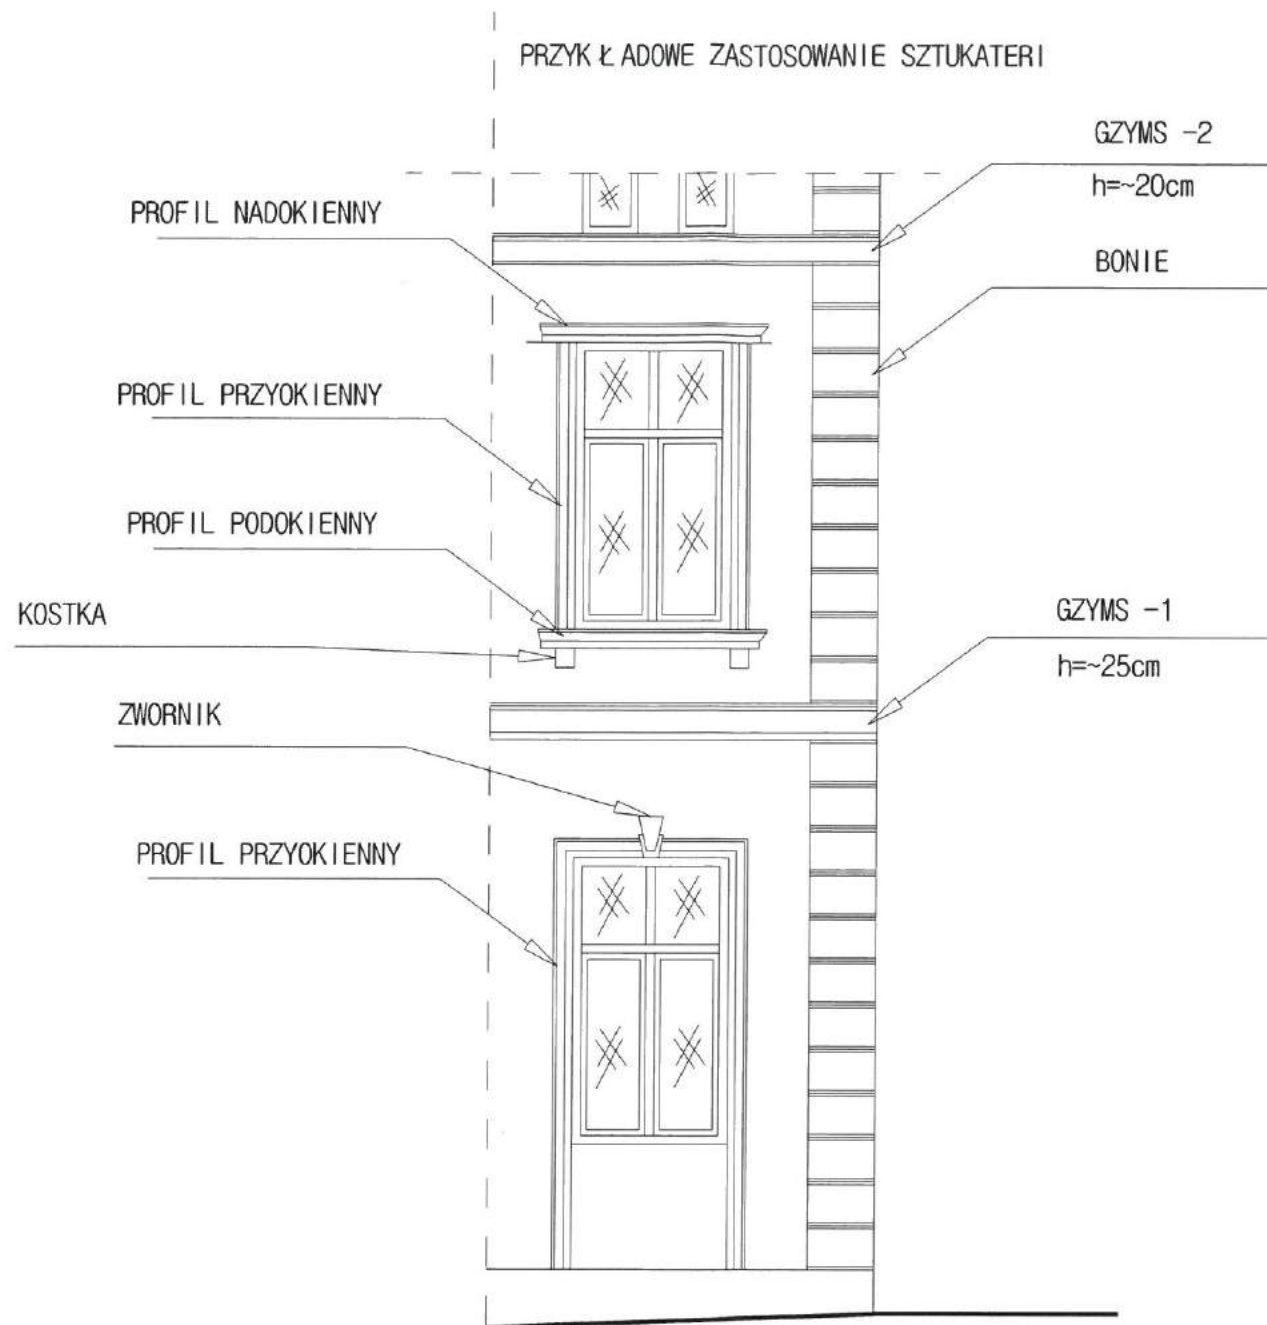 PRZYKŁADOWE ZASTOSOWANIE SZTUKATERI
GZYMS -2
h=~20cm
PROFIL NADOKIENNY
BONIE
PROFIL PRZYOKIENNY
PROFIL PODOKIENNY
KOSTKA
GZYMS -1
h=~25cm
ZWORNIK
PROFIL PRZYOKIENNY